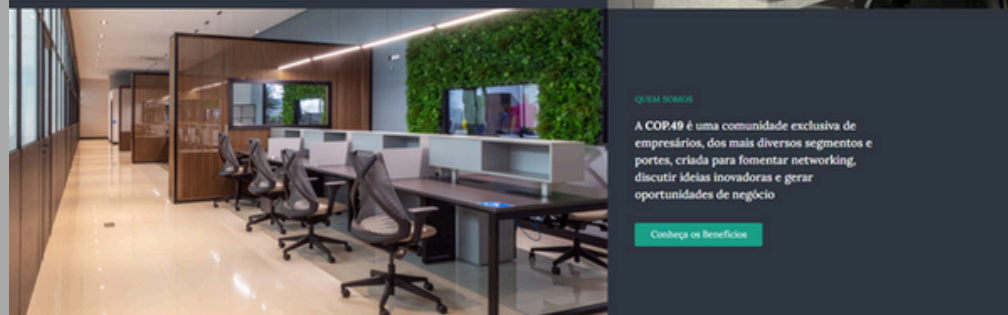 QUEM SOMOS
A COP.49 é uma comunidade exclusiva de
empresários, dos mais diversos segmentos e
portes, criada para fomentar networking,
discutir ideias inovadoras e gerar
oportunidades de negócio
Conheça os Benefícios